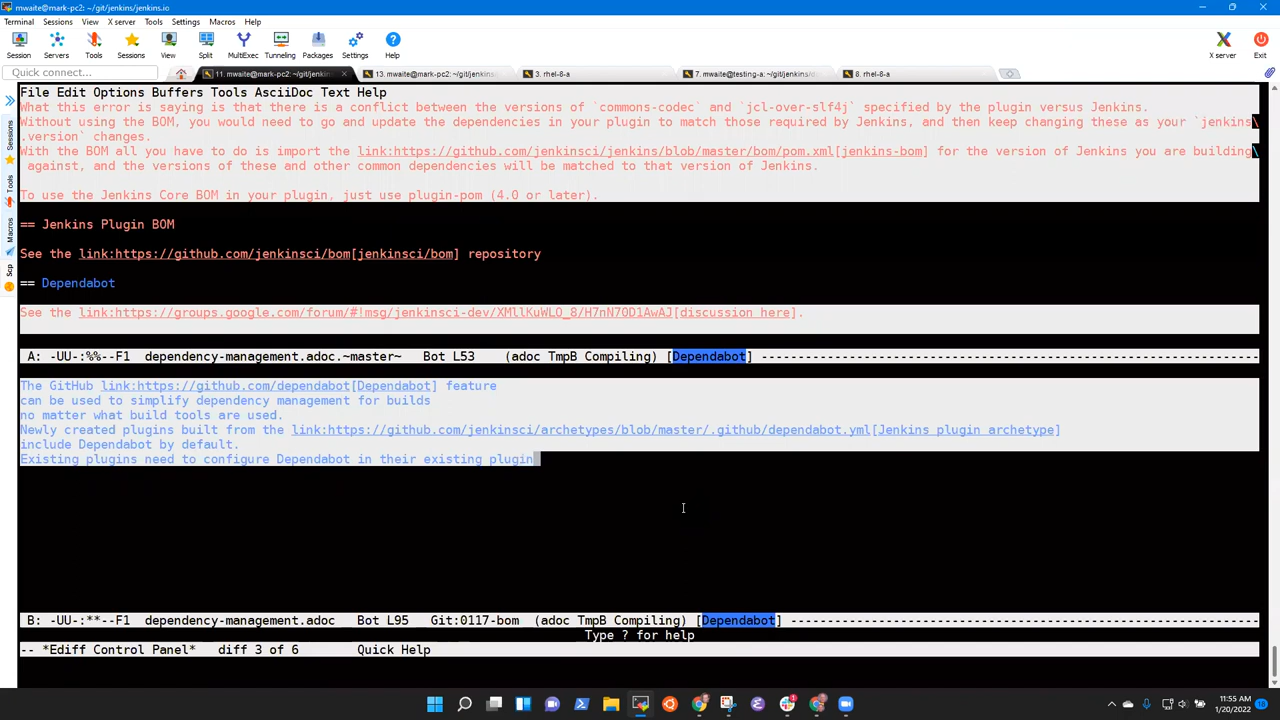 mwaite@mark-pc2: ~/git/jenkins/jenkins.io
Terminal Sessions View X server Tools Settings Macros Help
Session Servers Tools Sessions View Split MultiExec Tunneling Packages Settings Help X server Exit
Quick connect...
11. mwaite@mark-pc2: ~/git/jenkin
13. mwaite@mark-pc2: ~/git/jenkins
3. rhel-8-a
7. mwaite@testing-a: ~/git/jenkins/do
8. rhel-8-a
Sessions
Tools
Macros
Scp
File Edit Options Buffers Tools AsciiDoc Text Help
What this error is saying is that there is a conflict between the versions of `commons-codec` and `jcl-over-slf4j` specified by the plugin versus Jenkins.
Without using the BOM, you would need to go and update the dependencies in your plugin to match those required by Jenkins, and then keep changing these as your `jenkins\
.version` changes.
With the BOM all you have to do is import the link:https://github.com/jenkinsci/jenkins/blob/master/bom/pom.xml[jenkins-bom] for the version of Jenkins you are building\
against, and the versions of these and other common dependencies will be matched to that version of Jenkins.
To use the Jenkins Core BOM in your plugin, just use plugin-pom (4.0 or later).
== Jenkins Plugin BOM
See the link:https://github.com/jenkinsci/bom[jenkinsci/bom] repository
== Dependabot
See the link:https://groups.google.com/forum/#!msg/jenkinsci-dev/XMllKuWLO_8/H7nN70D1AwAJ[discussion here].
A: -UU-:%%--F1 dependency-management.adoc.~master~ Bot L53 (adoc TmpB Compiling) [Dependabot] ----------------------------------------------------------------------
The GitHub link:https://github.com/dependabot[Dependabot] feature
can be used to simplify dependency management for builds
no matter what build tools are used.
Newly created plugins built from the link:https://github.com/jenkinsci/archetypes/blob/master/.github/dependabot.yml[Jenkins plugin archetype]
include Dependabot by default.
Existing plugins need to configure Dependabot in their existing plugin
B: -UU-:**--F1 dependency-management.adoc Bot L95 Git:0117-bom (adoc TmpB Compiling) [Dependabot] ------------------------------------------------------------------
Type ? for help
-- *Ediff Control Panel* diff 3 of 6 Quick Help
11:55 AM
1/20/2022